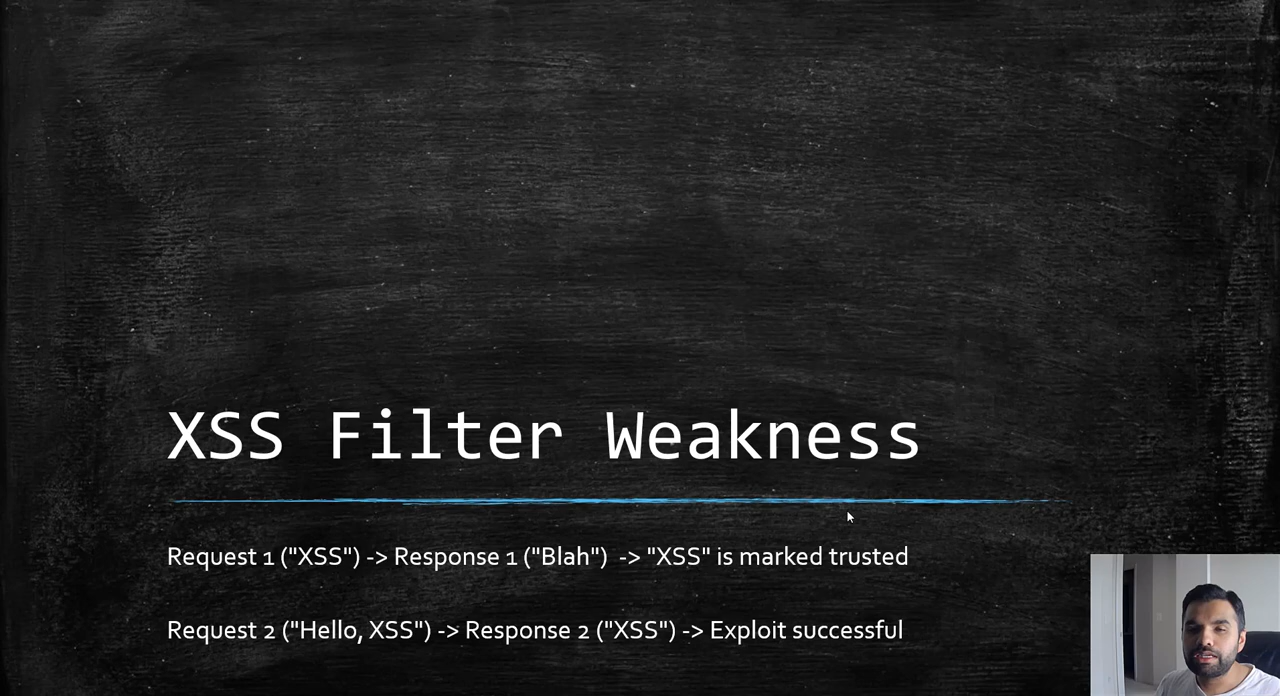 XSS Filter Weakness
Request 1 ("XSS") -> Response 1 ("Blah")  -> "XSS" is marked trusted
Request 2 ("Hello, XSS") -> Response 2 ("XSS") -> Exploit successful